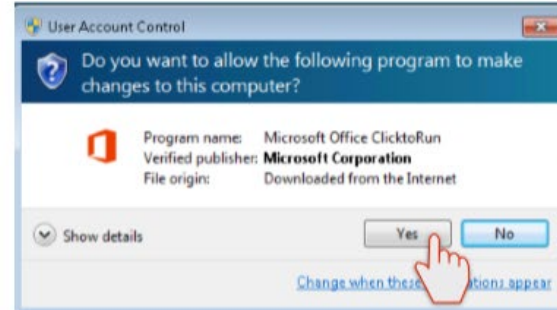 User Account Control
Do you want to allow the following program to make
changes to this computer?
Program name: Microsoft Office ClicktoRun
Verified publisher: Microsoft Corporation
File origin: Downloaded from the Internet
Show details
Yes
No
Change when these appear